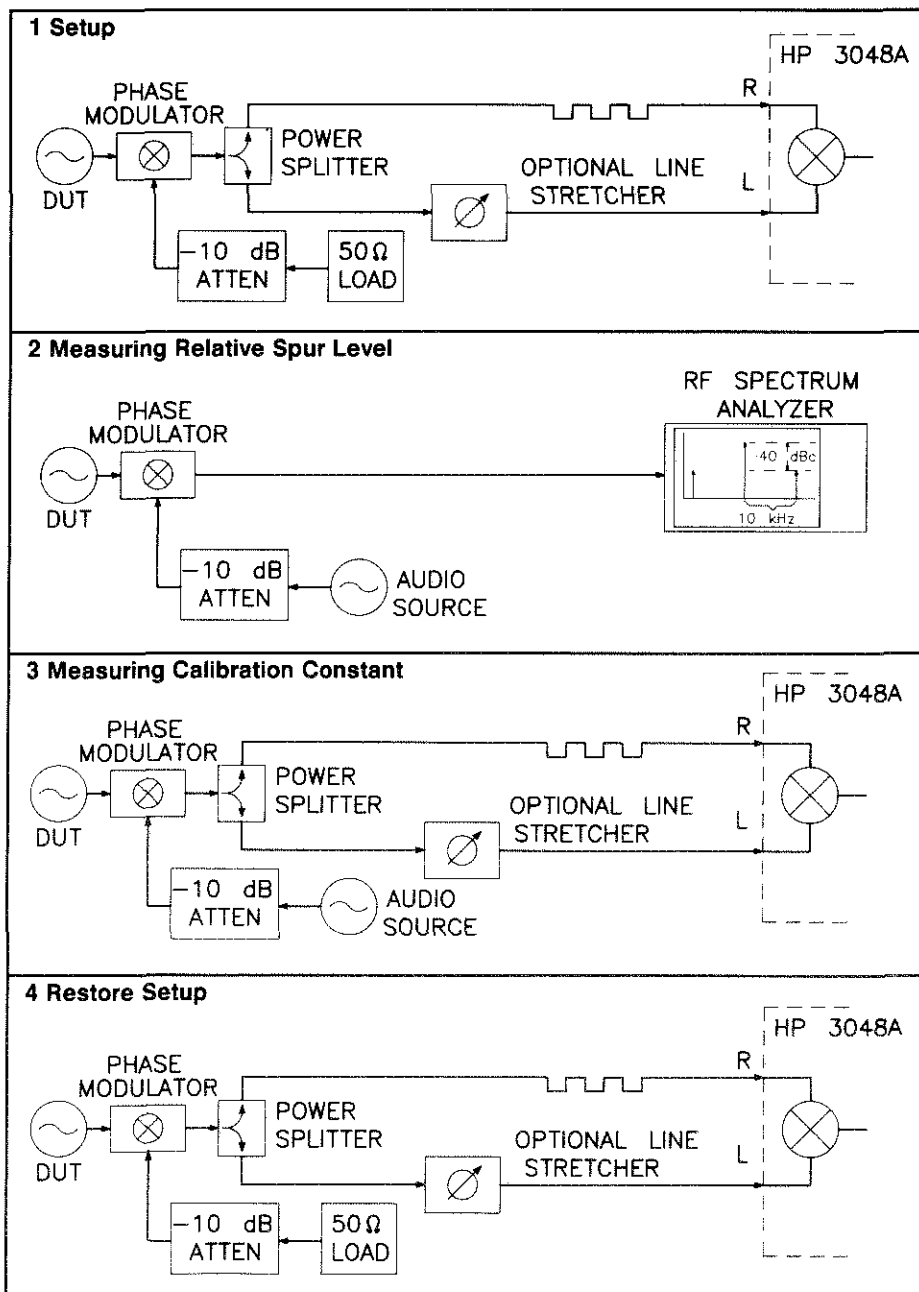 1 Setup
HP 3048A
PHASE
MODULATOR
R
POWER
SPLITTER
OPTIONAL LINE
STRETCHER
L
DUT
-10 dB
ATTEN
50Ω
LOAD
2 Measuring Relative Spur Level
RF SPECTRUM
ANALYZER
PHASE
MODULATOR
-40 dBc
10 kHz
DUT
-10 dB
ATTEN
AUDIO
SOURCE
3 Measuring Calibration Constant
HP 3048A
PHASE
MODULATOR
R
POWER
SPLITTER
OPTIONAL LINE
STRETCHER
L
DUT
-10 dB
ATTEN
AUDIO
SOURCE
4 Restore Setup
HP 3048A
PHASE
MODULATOR
R
POWER
SPLITTER
OPTIONAL LINE
STRETCHER
L
DUT
-10 dB
ATTEN
50Ω
LOAD